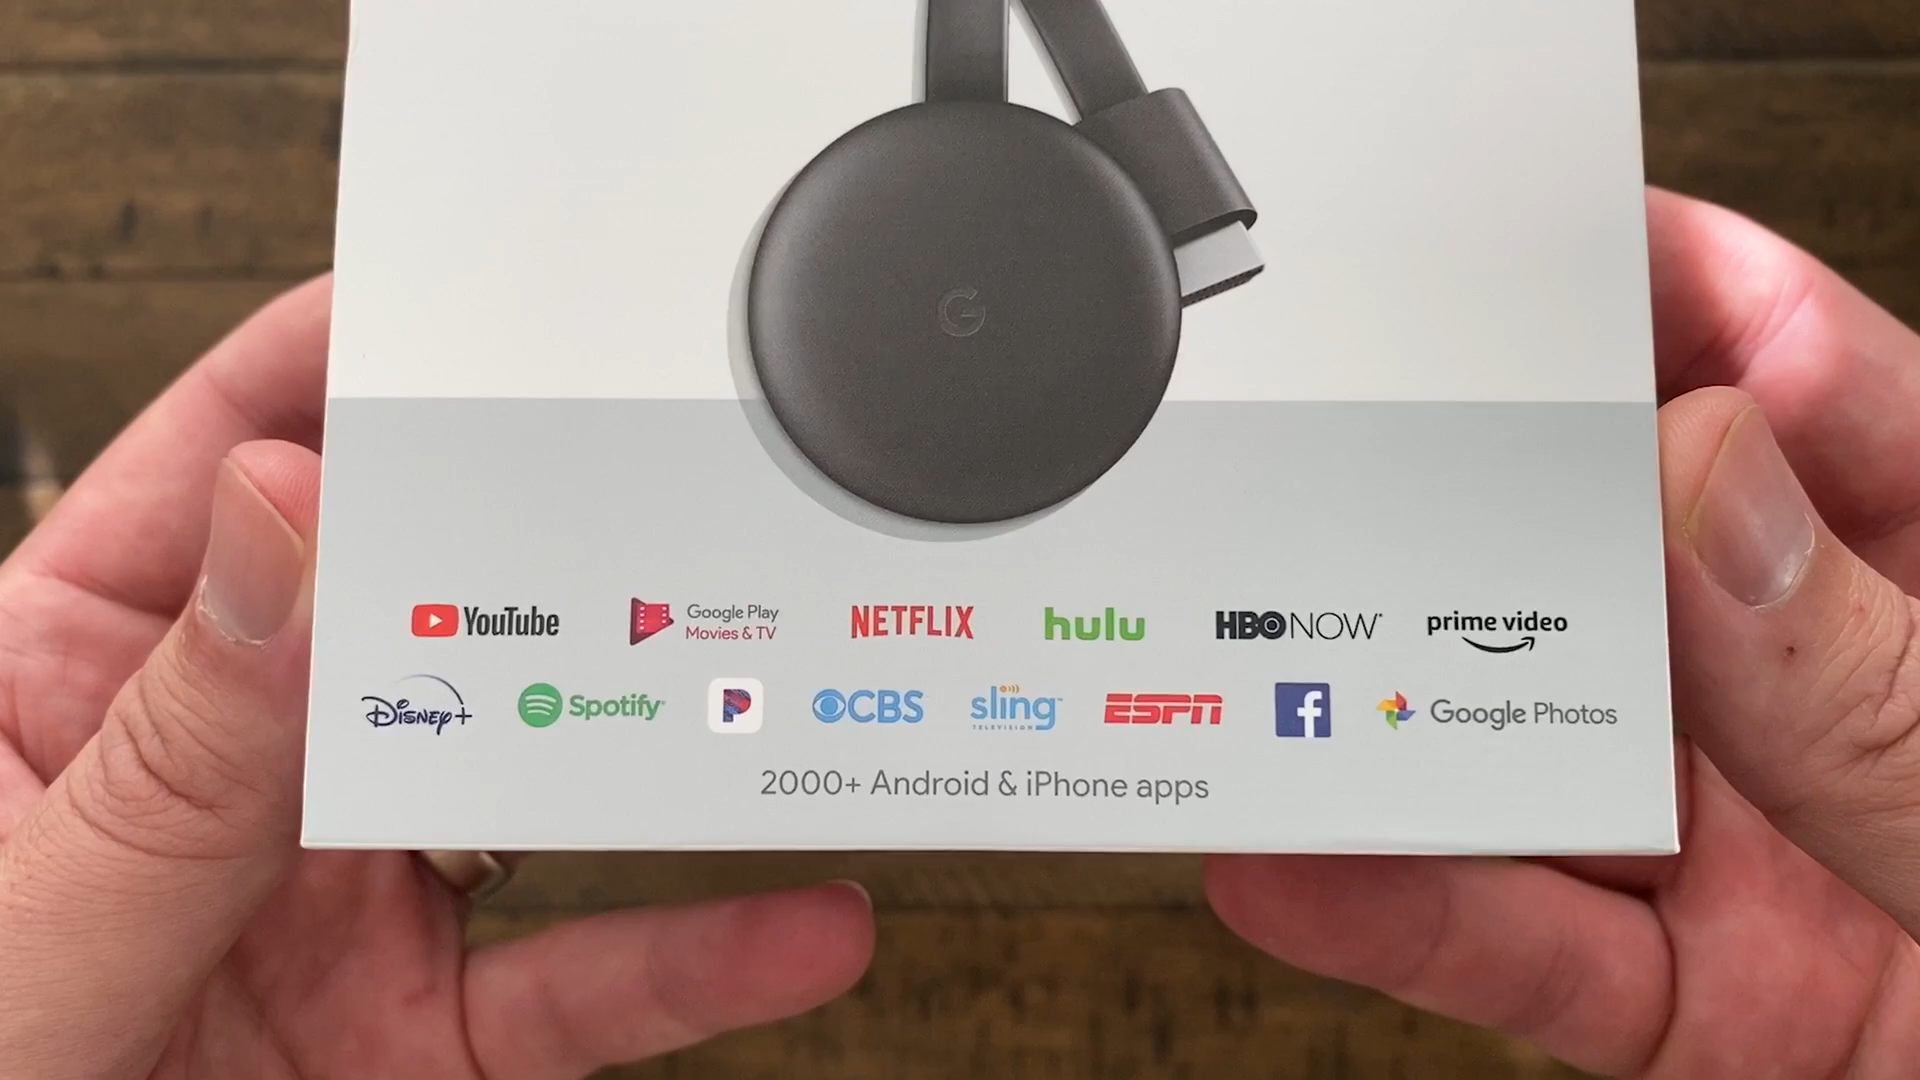 G
YouTube
Google Play
Movies & TV
NETFLIX
hulu
HBO NOW
prime video
Disney+
Spotify
P
CBS
sling
TELEVISION
ESPN
f
Google Photos
2000+ Android & iPhone apps